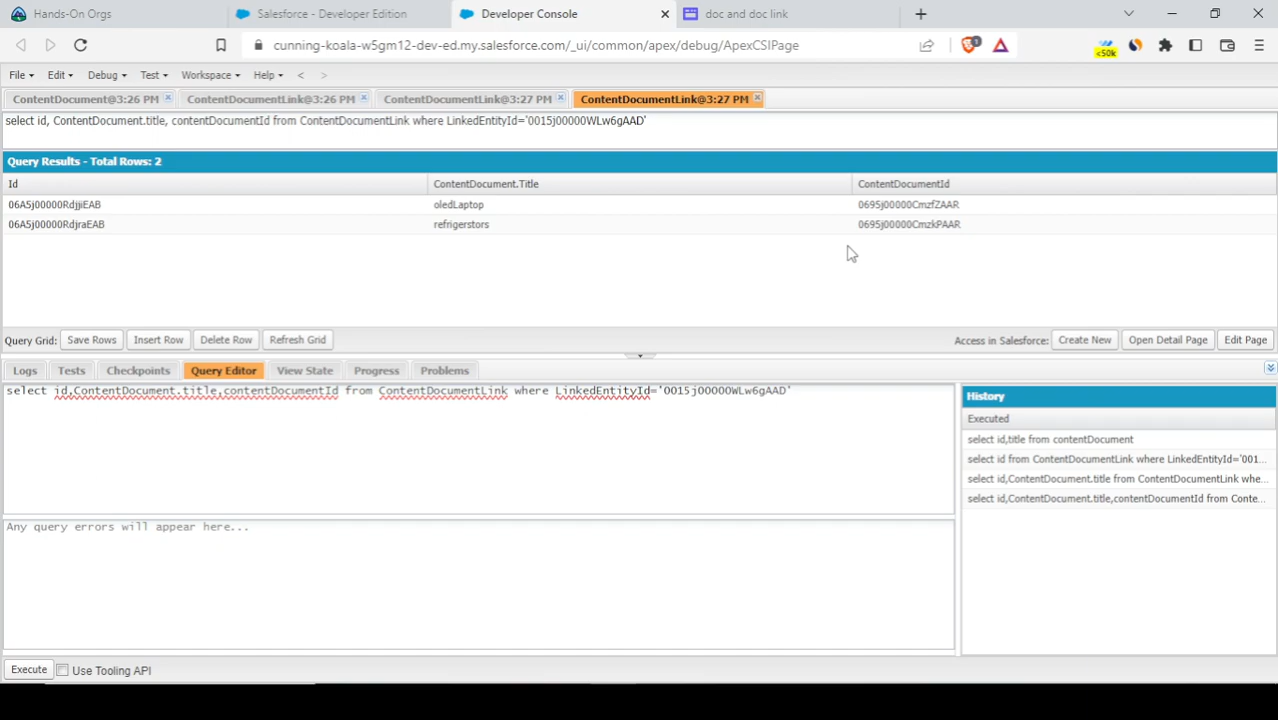 Hands-On Orgs
Salesforce - Developer Edition
Developer Console
doc and doc link
cunning-koala-w5gm12-dev-ed.my.salesforce.com/_ui/common/apex/debug/ApexCSIPage
1
<50k
File Edit Debug Test Workspace Help < >
ContentDocument@3:26 PM
ContentDocumentLink@3:26 PM
ContentDocumentLink@3:27 PM
ContentDocumentLink@3:27 PM
select id, ContentDocument.title, contentDocumentId from ContentDocumentLink where LinkedEntityId='0015j00000WLw6gAAD'
Query Results - Total Rows: 2
Id ContentDocument.Title ContentDocumentId
06A5j00000RdjjiEAB oledLaptop 0695j00000CmzfZAAR
06A5j00000RdjraEAB refrigerstors 0695j00000CmzkPAAR
Query Grid: Save Rows Insert Row Delete Row Refresh Grid Access in Salesforce: Create New Open Detail Page Edit Page
Logs Tests Checkpoints Query Editor View State Progress Problems
select id,ContentDocument.title,contentDocumentId from ContentDocumentLink where LinkedEntityId='0015j00000WLw6gAAD'
History
Executed
select id,title from contentDocument
select id from ContentDocumentLink where LinkedEntityId='001...
select id,ContentDocument.title from ContentDocumentLink whe...
select id,ContentDocument.title,contentDocumentId from Conte...
Any query errors will appear here...
Execute Use Tooling API